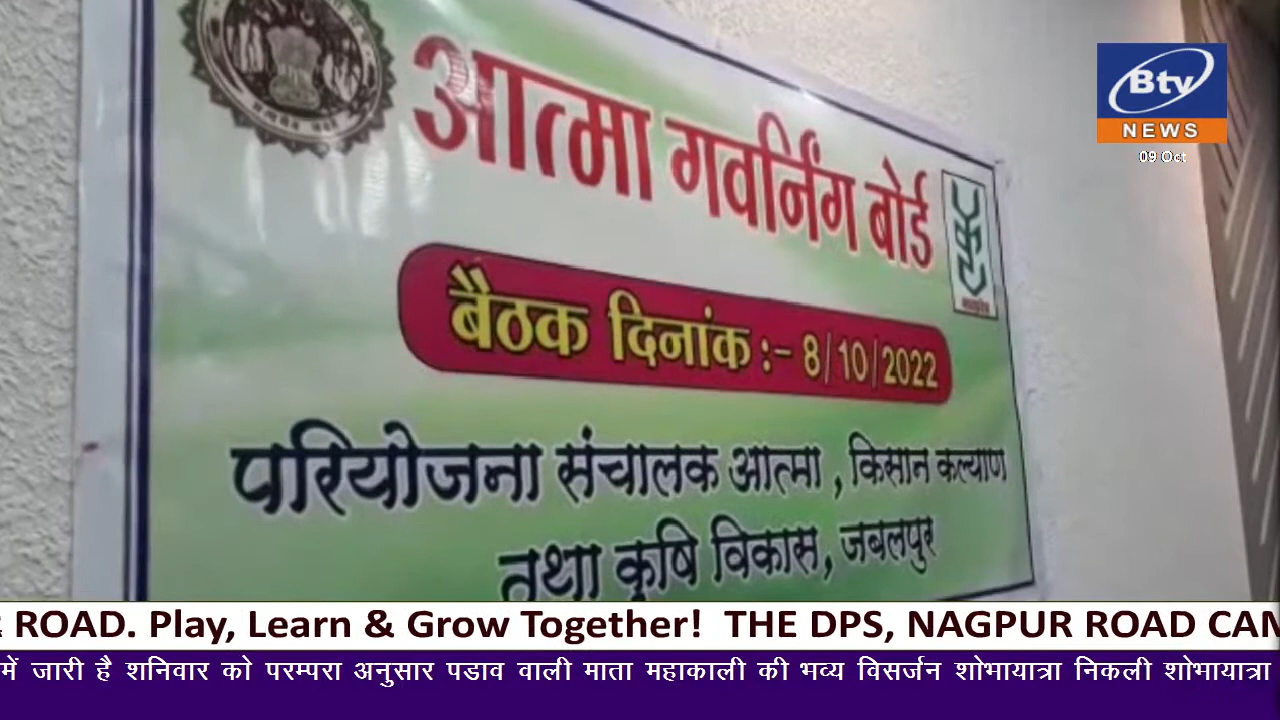 आत्मा गवर्निंग बोर्ड
बैठक दिनांक :- 8/10/2022
परियोजना संचालक आत्मा , किसान कल्याण
तथा कृषि विकास, जबलपुर
Btv
NEWS
09 Oct
ROAD. Play, Learn & Grow Together! THE DPS, NAGPUR ROAD CAM
में जारी है शनिवार को परम्परा अनुसार पडाव वाली माता महाकाली की भव्य विसर्जन शोभायात्रा निकली शोभायात्रा